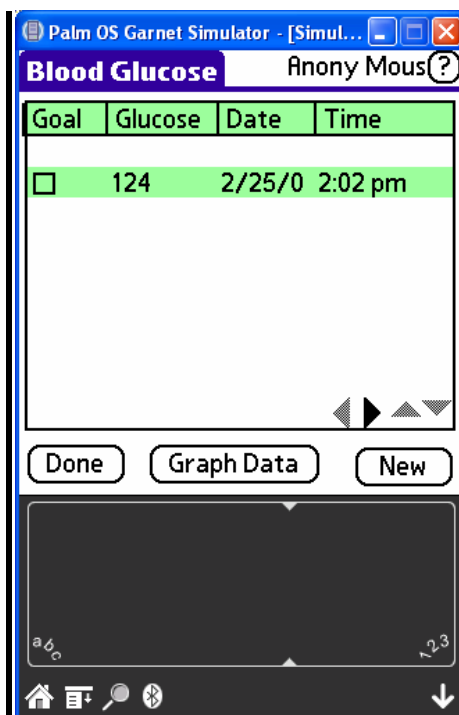 Palm OS Garnet Simulator - [Simul...
Blood Glucose Anony Mous ?
Goal Glucose Date Time
124 2/25/0 2:02 pm
Done Graph Data New
abc 123